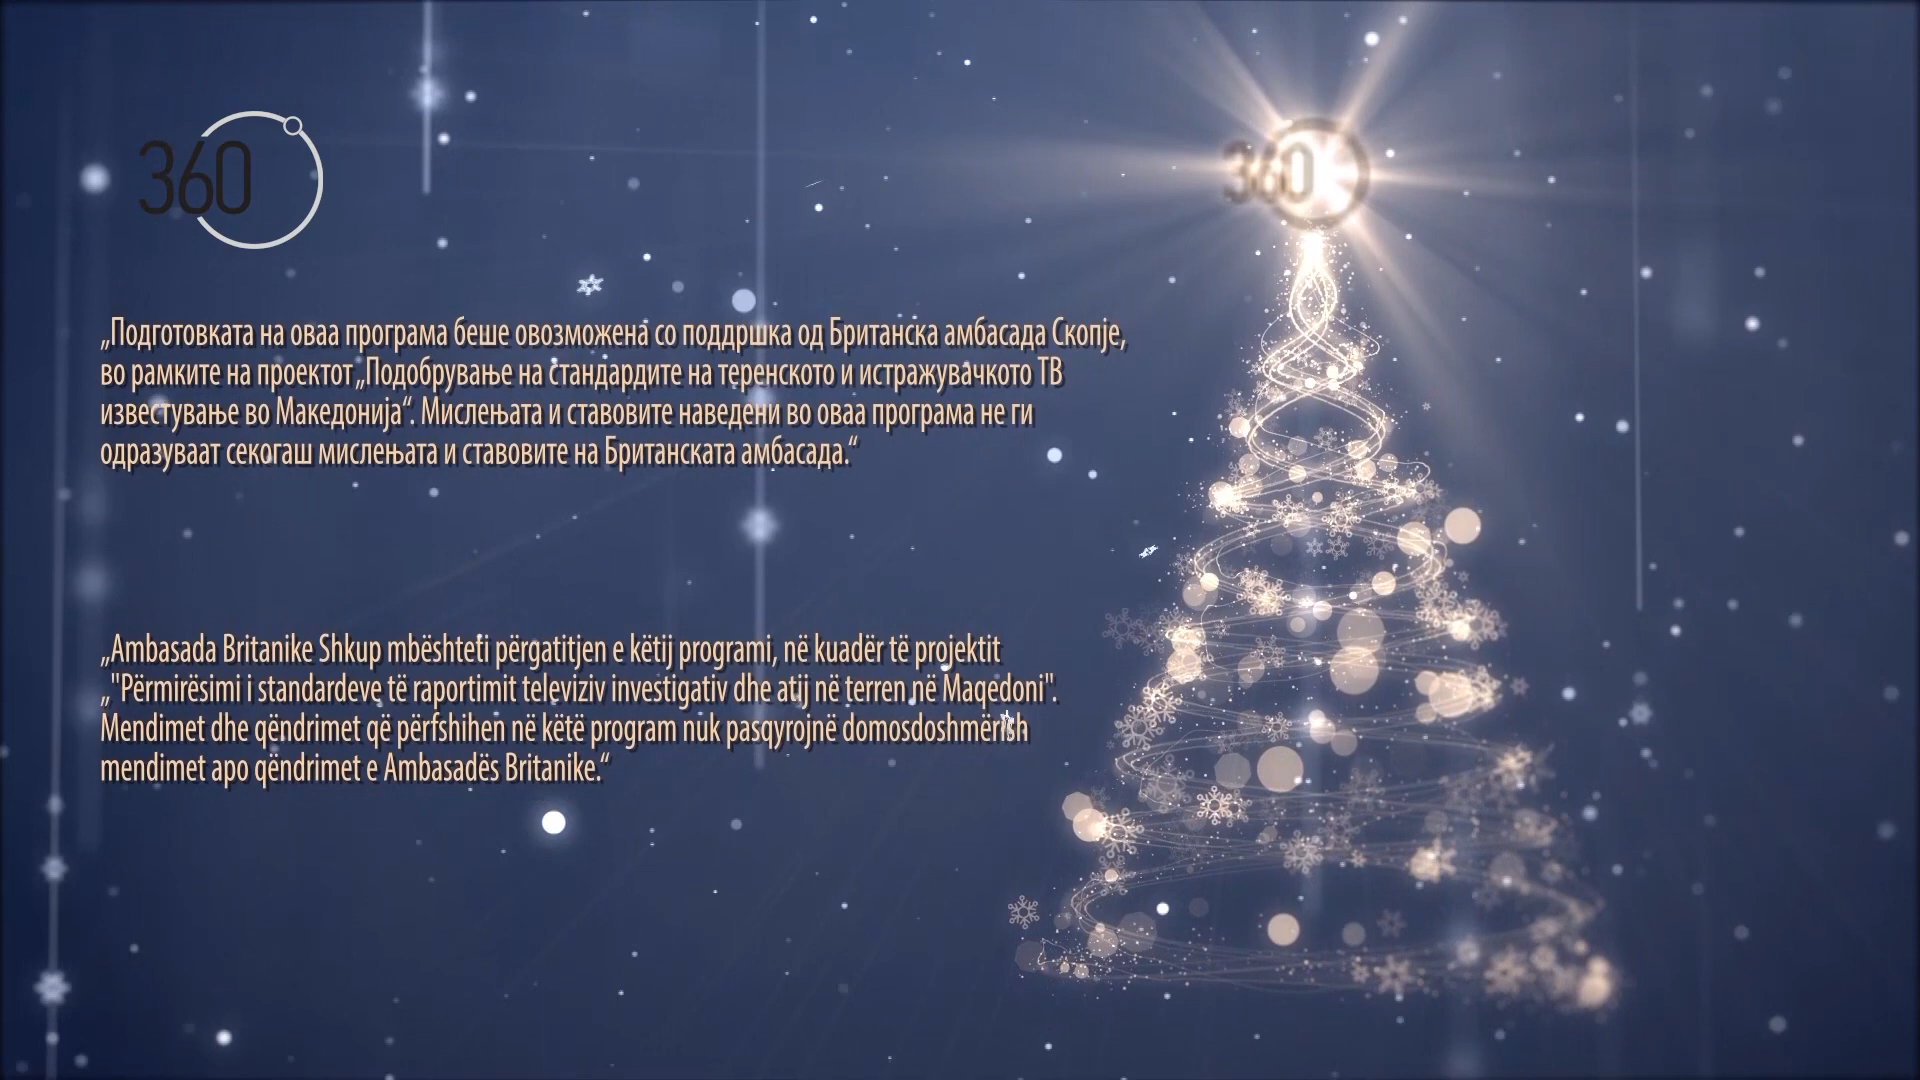 360
360
„Подготовката на оваа програма беше овозможена со поддршка од Британска амбасада Скопје,
во рамките на проектот „Подобрување на стандардите на теренското и истражувачкото ТВ
известување во Македонија“. Мислењата и ставовите наведени во оваа програма не ги
одразуваат секогаш мислењата и ставовите на Британската амбасада.“
„Ambasada Britanike Shkup mbështeti përgatitjen e këtij programi, në kuadër të projektit
„"Përmirësimi i standardeve të raportimit televiziv investigativ dhe atij në terren në Maqedoni".
Mendimet dhe qëndrimet që përfshihen në këtë program nuk pasqyrojnë domosdoshmërish
mendimet apo qëndrimet e Ambasadës Britanike.“